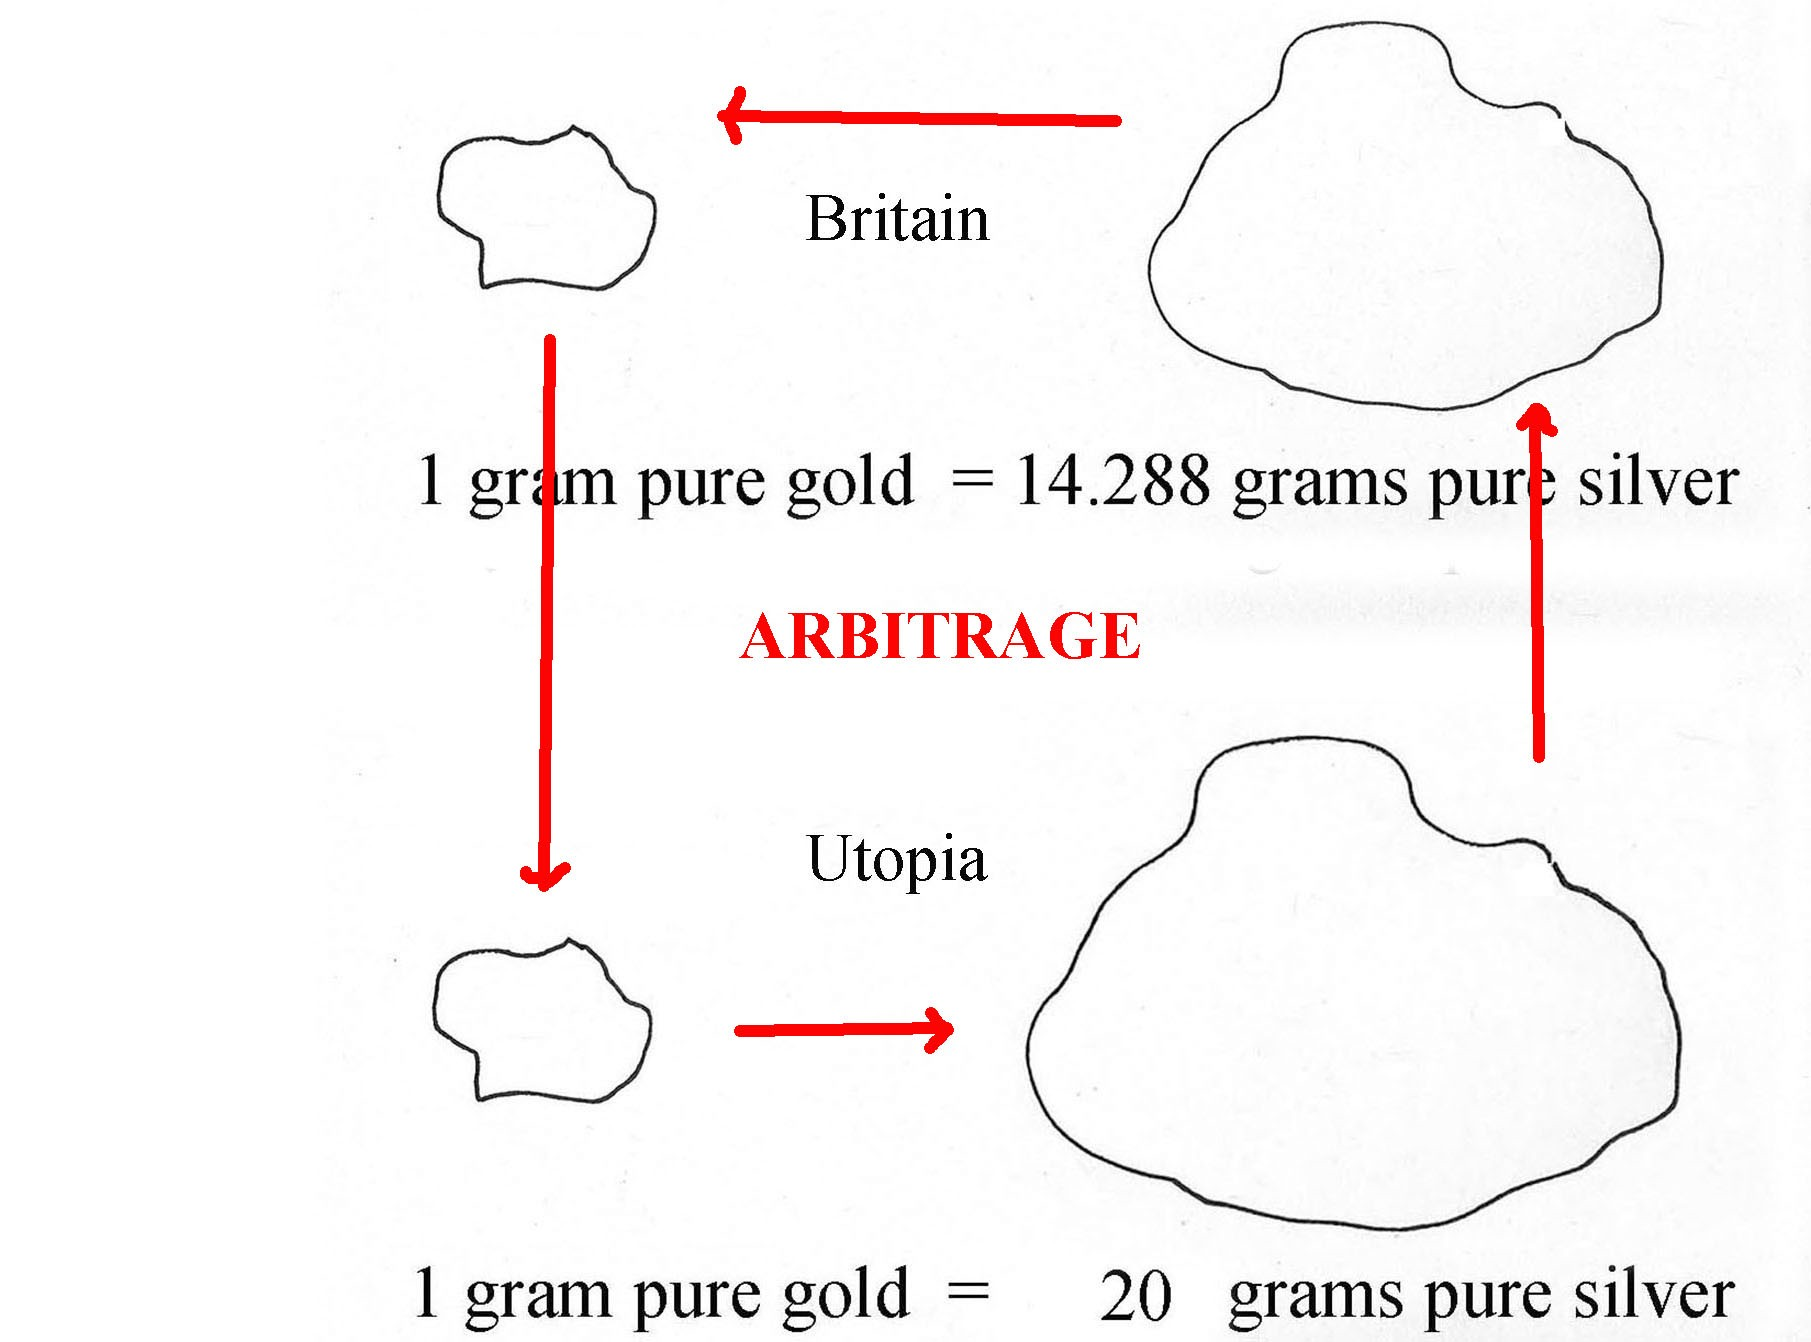 Britain
1 gram pure gold = 14.288 grams pure silver
ARBITRAGE
Utopia
1 gram pure gold = 20 grams pure silver